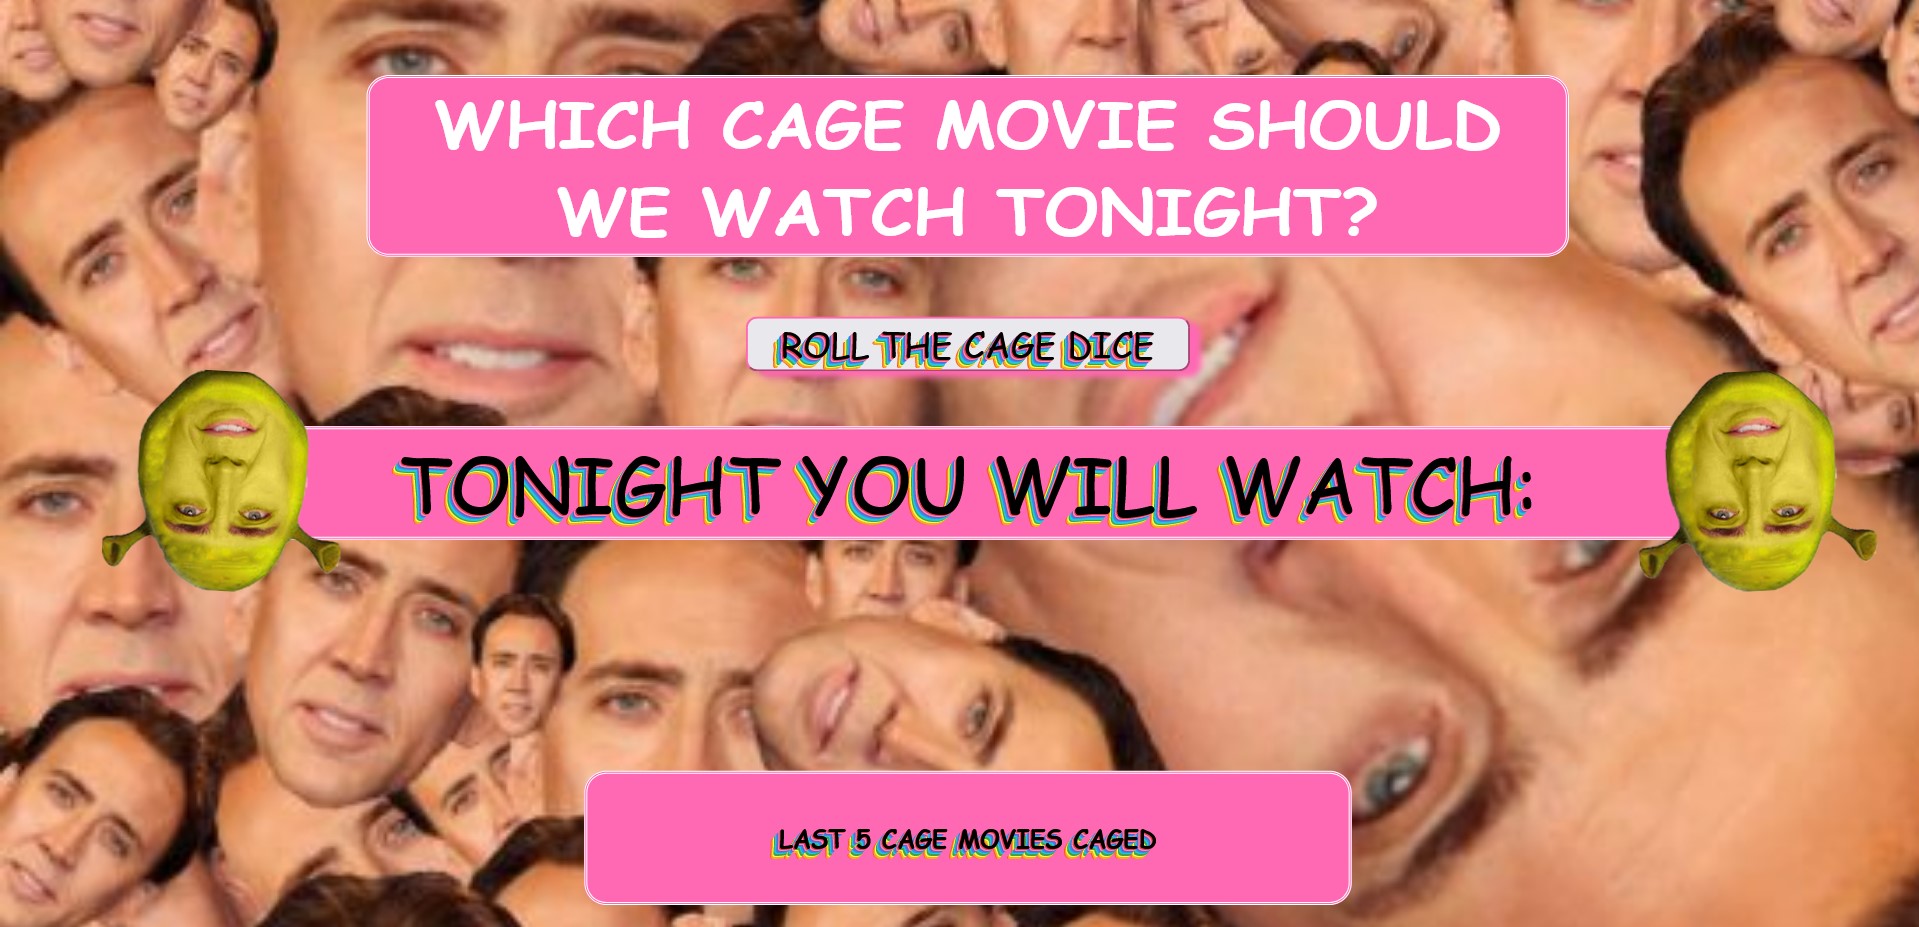 WHICH CAGE MOVIE SHOULD
WE WATCH TONIGHT?
ROLL THE CAGE DICE
TONIGHT YOU WILL WATCH:
LAST 5 CAGE MOVIES CAGED